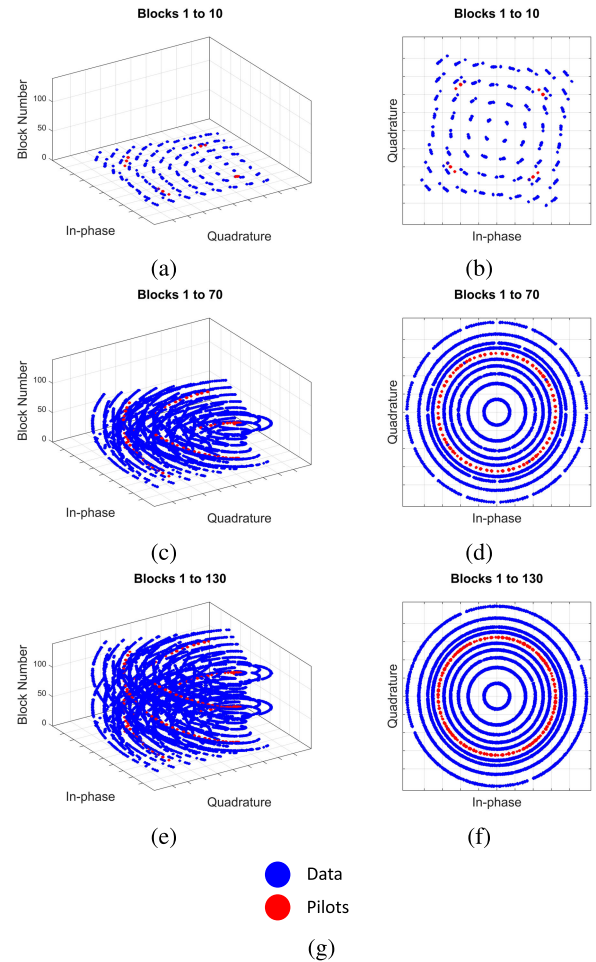 Blocks 1 to 10
Blocks 1 to 10
Block Number
100
50
0
In-phase
Quadrature
Quadrature
In-phase
(a)
(b)
Blocks 1 to 70
Blocks 1 to 70
Block Number
100
50
0
In-phase
Quadrature
Quadrature
In-phase
(c)
(d)
Blocks 1 to 130
Blocks 1 to 130
Block Number
100
50
0
In-phase
Quadrature
Quadrature
In-phase
(e)
(f)
Data
Pilots
(g)